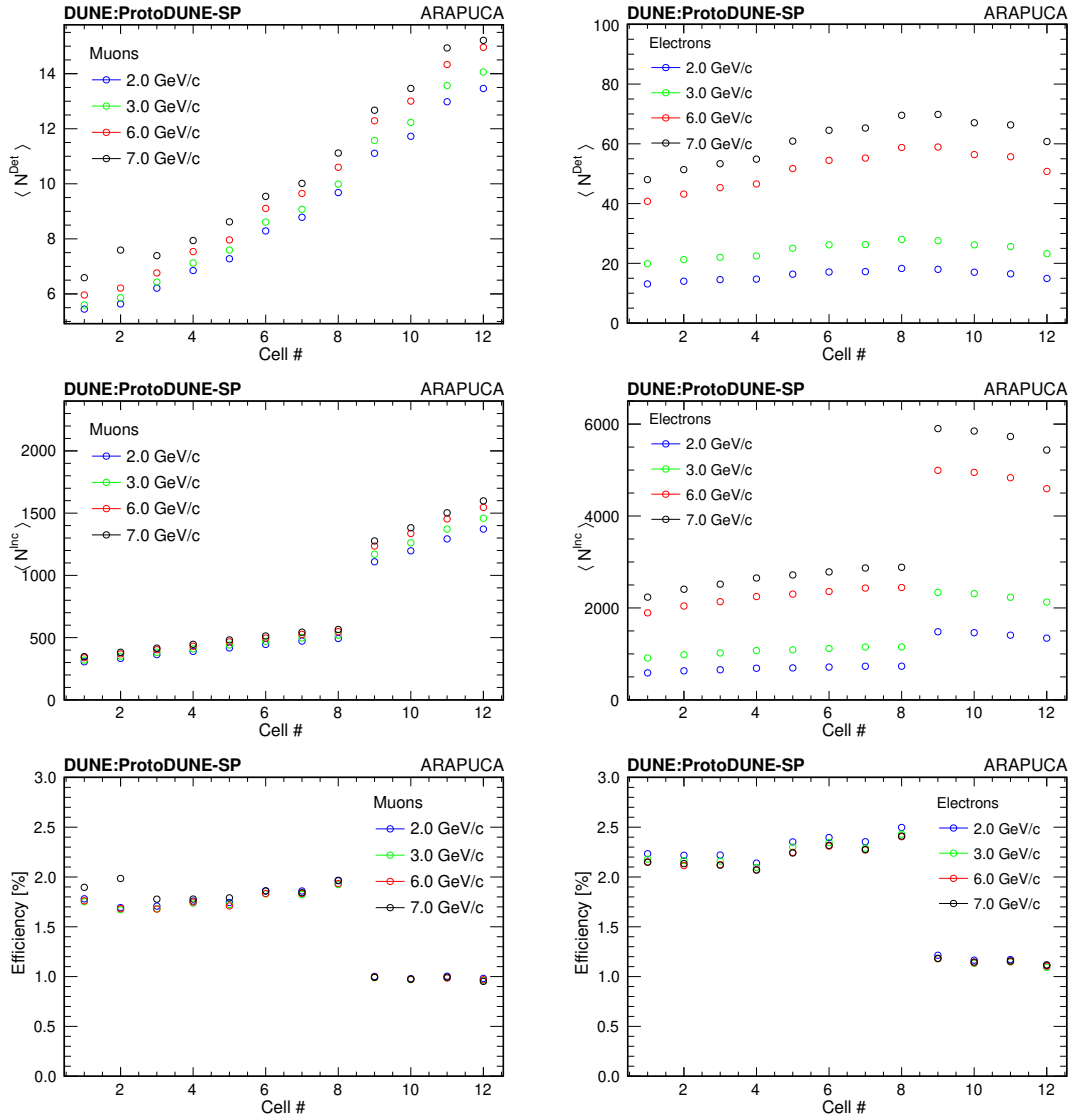 DUNE:ProtoDUNE-SP ARAPUCA
Muons
2.0 GeV/c
3.0 GeV/c
6.0 GeV/c
7.0 GeV/c
⟨ N^Det ⟩
14
12
10
8
6
2 4 6 8 10 12
Cell #
DUNE:ProtoDUNE-SP ARAPUCA
Electrons
2.0 GeV/c
3.0 GeV/c
6.0 GeV/c
7.0 GeV/c
⟨ N^Det ⟩
100
80
60
40
20
0
2 4 6 8 10 12
Cell #
DUNE:ProtoDUNE-SP ARAPUCA
Muons
2.0 GeV/c
3.0 GeV/c
6.0 GeV/c
7.0 GeV/c
⟨ N^Inc ⟩
2000
1500
1000
500
0
2 4 6 8 10 12
Cell #
DUNE:ProtoDUNE-SP ARAPUCA
Electrons
2.0 GeV/c
3.0 GeV/c
6.0 GeV/c
7.0 GeV/c
⟨ N^Inc ⟩
6000
4000
2000
0
2 4 6 8 10 12
Cell #
DUNE:ProtoDUNE-SP ARAPUCA
Muons
2.0 GeV/c
3.0 GeV/c
6.0 GeV/c
7.0 GeV/c
Efficiency [%]
3.0
2.5
2.0
1.5
1.0
0.5
0.0
2 4 6 8 10 12
Cell #
DUNE:ProtoDUNE-SP ARAPUCA
Electrons
2.0 GeV/c
3.0 GeV/c
6.0 GeV/c
7.0 GeV/c
Efficiency [%]
3.0
2.5
2.0
1.5
1.0
0.5
0.0
2 4 6 8 10 12
Cell #